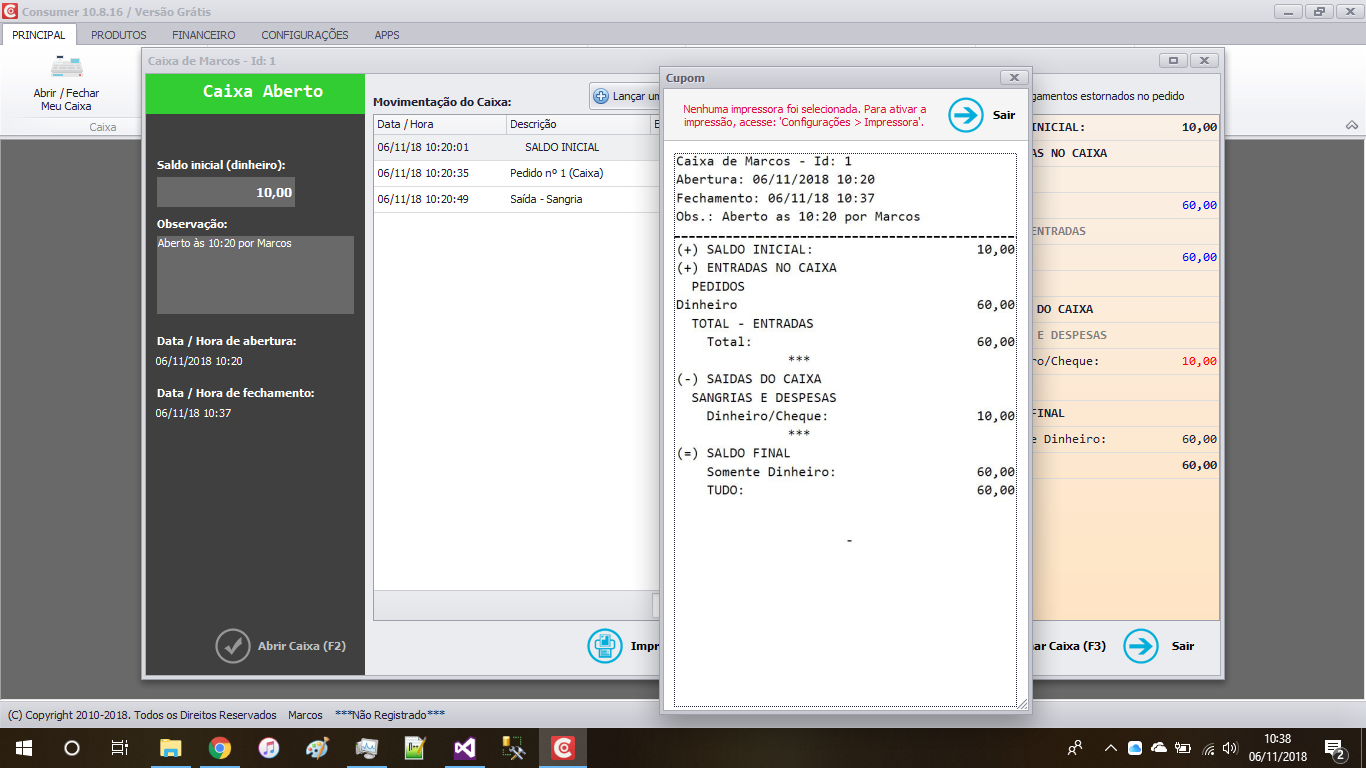 Consumer 10.8.16 / Versão Grátis
PRINCIPAL PRODUTOS FINANCEIRO CONFIGURAÇÕES APPS
Abrir / Fechar
Meu Caixa
Caixa
Caixa de Marcos - Id: 1
Caixa Aberto
Saldo inicial (dinheiro):
10,00
Observação:
Aberto às 10:20 por Marcos
Data / Hora de abertura:
06/11/2018 10:20
Data / Hora de fechamento:
06/11/18 10:37
Abrir Caixa (F2)
Movimentação do Caixa:
Lançar um
Data / Hora Descrição E
06/11/18 10:20:01 SALDO INICIAL
06/11/18 10:20:35 Pedido nº 1 (Caixa)
06/11/18 10:20:49 Saída - Sangria
Impr
Cupom
Nenhuma impressora foi selecionada. Para ativar a
impressão, acesse: 'Configurações > Impressora'.
Sair
Caixa de Marcos - Id: 1
Abertura: 06/11/2018 10:20
Fechamento: 06/11/18 10:37
Obs.: Aberto as 10:20 por Marcos
(+) SALDO INICIAL: 10,00
(+) ENTRADAS NO CAIXA
PEDIDOS
Dinheiro 60,00
TOTAL - ENTRADAS
Total: 60,00
***
(-) SAIDAS DO CAIXA
SANGRIAS E DESPESAS
Dinheiro/Cheque: 10,00
***
(=) SALDO FINAL
Somente Dinheiro: 60,00
TUDO: 60,00
-
gamentos estornados no pedido
INICIAL: 10,00
AS NO CAIXA
60,00
ENTRADAS
60,00
DO CAIXA
E DESPESAS
ro/Cheque: 10,00
FINAL
e Dinheiro: 60,00
60,00
ar Caixa (F3)
Sair
(C) Copyright 2010-2018. Todos os Direitos Reservados Marcos ***Não Registrado***
10:38
06/11/2018
2